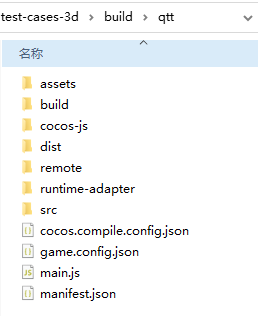 test-cases-3d > build > qtt
名称
assets
build
cocos-js
dist
remote
runtime-adapter
src
cocos.compile.config.json
game.config.json
main.js
manifest.json